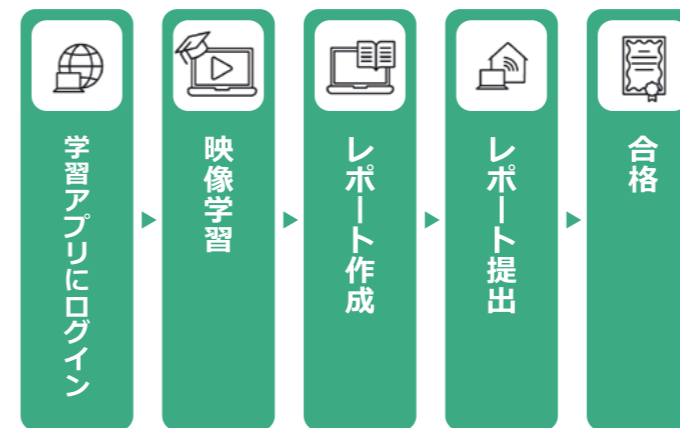 学習アプリにログイン
映像学習
レポート作成
レポート提出
合格